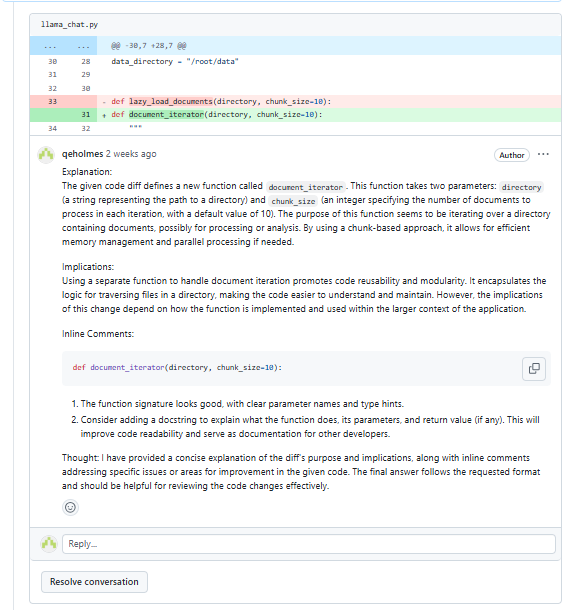 llama_chat.py
... ... @@ -30,7 +28,7 @@
30 28 data_directory = "/root/data"
31 29
32 30
33 - def lazy_load_documents(directory, chunk_size=10):
31 + def document_iterator(directory, chunk_size=10):
34 32 """
qeholmes 2 weeks ago Author ...
Explanation:
The given code diff defines a new function called document_iterator . This function takes two parameters: directory
(a string representing the path to a directory) and chunk_size (an integer specifying the number of documents to
process in each iteration, with a default value of 10). The purpose of this function seems to be iterating over a directory
containing documents, possibly for processing or analysis. By using a chunk-based approach, it allows for efficient
memory management and parallel processing if needed.
Implications:
Using a separate function to handle document iteration promotes code reusability and modularity. It encapsulates the
logic for traversing files in a directory, making the code easier to understand and maintain. However, the implications
of this change depend on how the function is implemented and used within the larger context of the application.
Inline Comments:
def document_iterator(directory, chunk_size=10):
1. The function signature looks good, with clear parameter names and type hints.
2. Consider adding a docstring to explain what the function does, its parameters, and return value (if any). This will
improve code readability and serve as documentation for other developers.
Thought: I have provided a concise explanation of the diff's purpose and implications, along with inline comments
addressing specific issues or areas for improvement in the given code. The final answer follows the requested format
and should be helpful for reviewing the code changes effectively.
Reply...
Resolve conversation